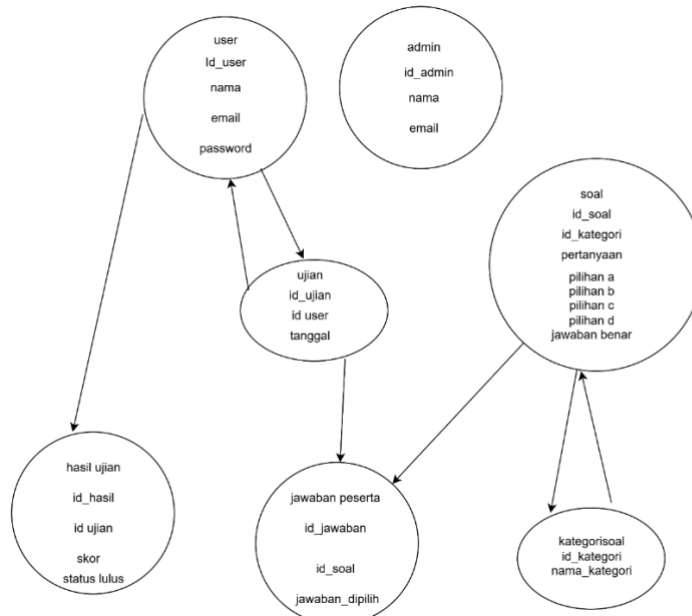 user
Id_user
nama
email
password
admin
id_admin
nama
email
soal
id_soal
id_kategori
pertanyaan
pilihan a
pilihan b
pilihan c
pilihan d
jawaban benar
ujian
id_ujian
id user
tanggal
hasil ujian
id_hasil
id ujian
skor
status lulus
jawaban peserta
id_jawaban
id_soal
jawaban_dipilih
kategorisoal
id_kategori
nama_kategori